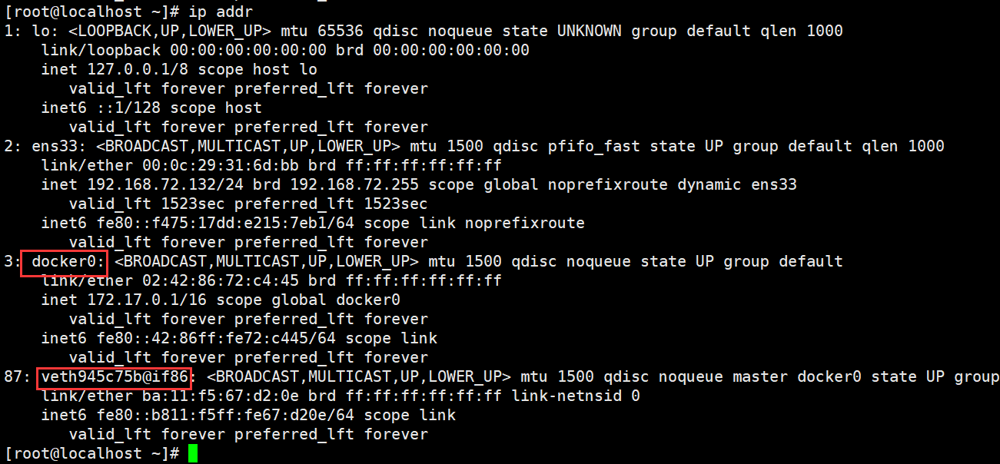 [root@localhost ~]# ip addr
1: lo: <LOOPBACK,UP,LOWER_UP> mtu 65536 qdisc noqueue state UNKNOWN group default qlen 1000
    link/loopback 00:00:00:00:00:00 brd 00:00:00:00:00:00
    inet 127.0.0.1/8 scope host lo
       valid_lft forever preferred_lft forever
    inet6 ::1/128 scope host
       valid_lft forever preferred_lft forever
2: ens33: <BROADCAST,MULTICAST,UP,LOWER_UP> mtu 1500 qdisc pfifo_fast state UP group default qlen 1000
    link/ether 00:0c:29:31:6d:bb brd ff:ff:ff:ff:ff:ff
    inet 192.168.72.132/24 brd 192.168.72.255 scope global noprefixroute dynamic ens33
       valid_lft 1523sec preferred_lft 1523sec
    inet6 fe80::f475:17dd:e215:7eb1/64 scope link noprefixroute
       valid_lft forever preferred_lft forever
3: docker0: <BROADCAST,MULTICAST,UP,LOWER_UP> mtu 1500 qdisc noqueue state UP group default
    link/ether 02:42:86:72:c4:45 brd ff:ff:ff:ff:ff:ff
    inet 172.17.0.1/16 scope global docker0
       valid_lft forever preferred_lft forever
    inet6 fe80::42:86ff:fe72:c445/64 scope link
       valid_lft forever preferred_lft forever
87: veth945c75b@if86: <BROADCAST,MULTICAST,UP,LOWER_UP> mtu 1500 qdisc noqueue master docker0 state UP group
    link/ether ba:11:f5:67:d2:0e brd ff:ff:ff:ff:ff:ff link-netnsid 0
    inet6 fe80::b811:f5ff:fe67:d20e/64 scope link
       valid_lft forever preferred_lft forever
[root@localhost ~]#